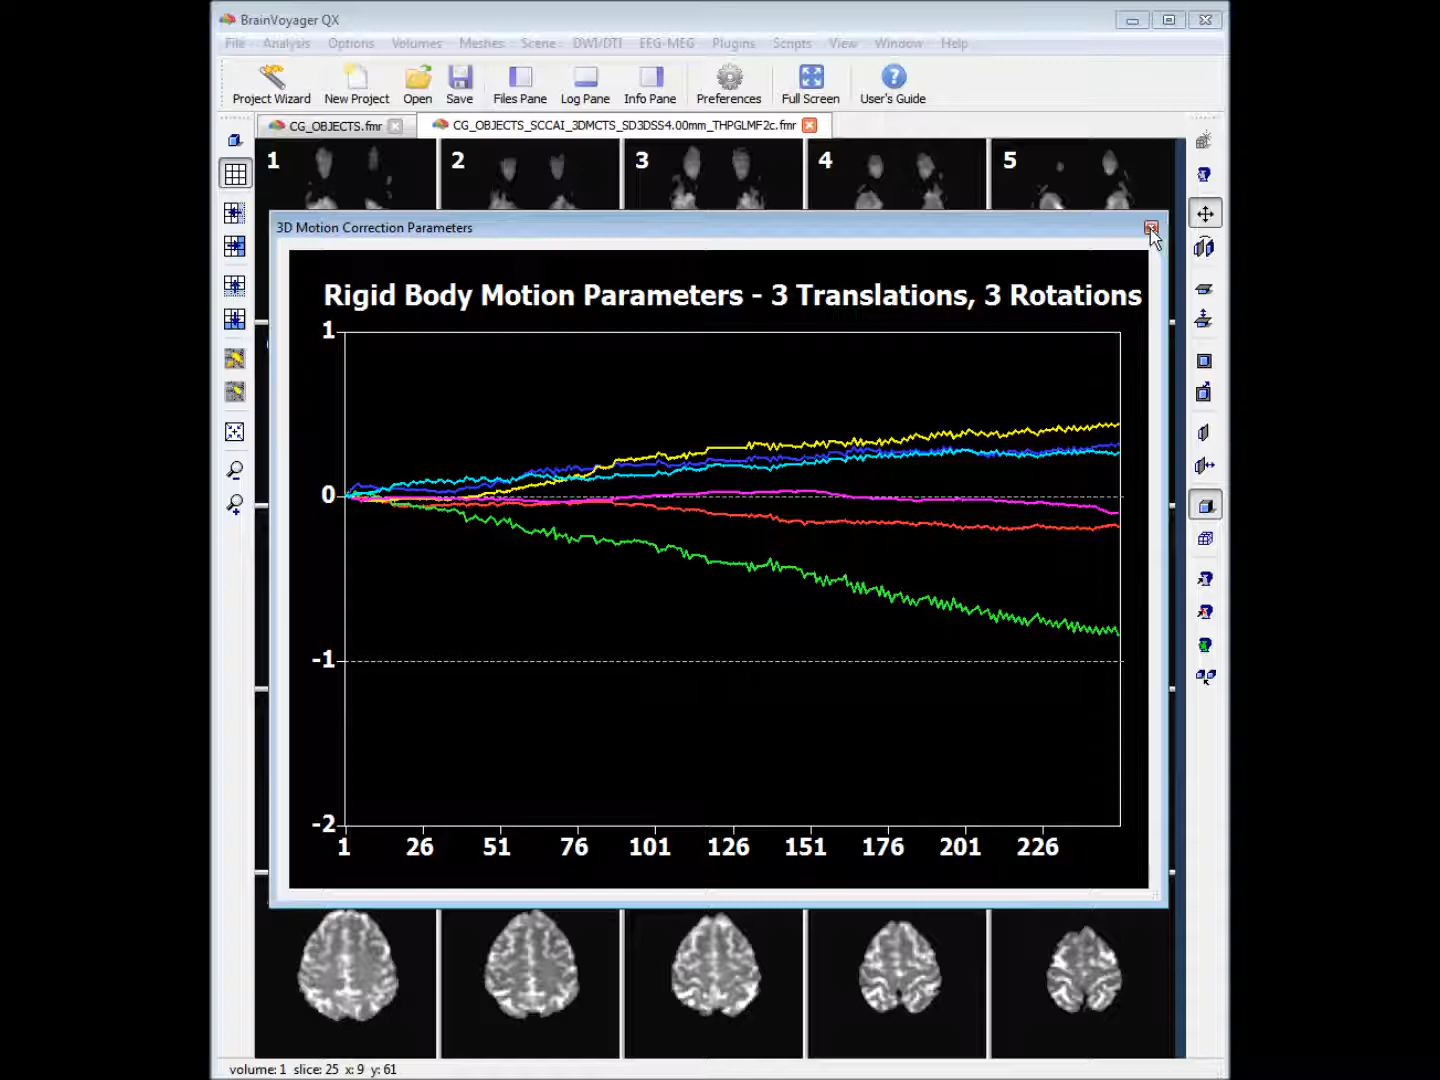 BrainVoyager QX
File Analysis Options Volumes Meshes Scene DWI/DTI EEG-MEG Plugins Scripts View Window Help
Project Wizard New Project Open Save Files Pane Log Pane Info Pane Preferences Full Screen User's Guide
CG_OBJECTS.fmr CG_OBJECTS_SCCAI_3DMCTS_SD3DSS4.00mm_THPGLMF2c.fmr
1 2 3 4 5
3D Motion Correction Parameters
Rigid Body Motion Parameters - 3 Translations, 3 Rotations
1
0
-1
-2
1 26 51 76 101 126 151 176 201 226
volume: 1 slice: 25 x: 9 y: 61